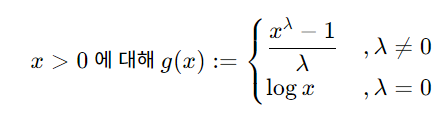 x > 0 에 대해 g(x) := { (x^λ − 1)/λ , λ ≠ 0
log x , λ = 0